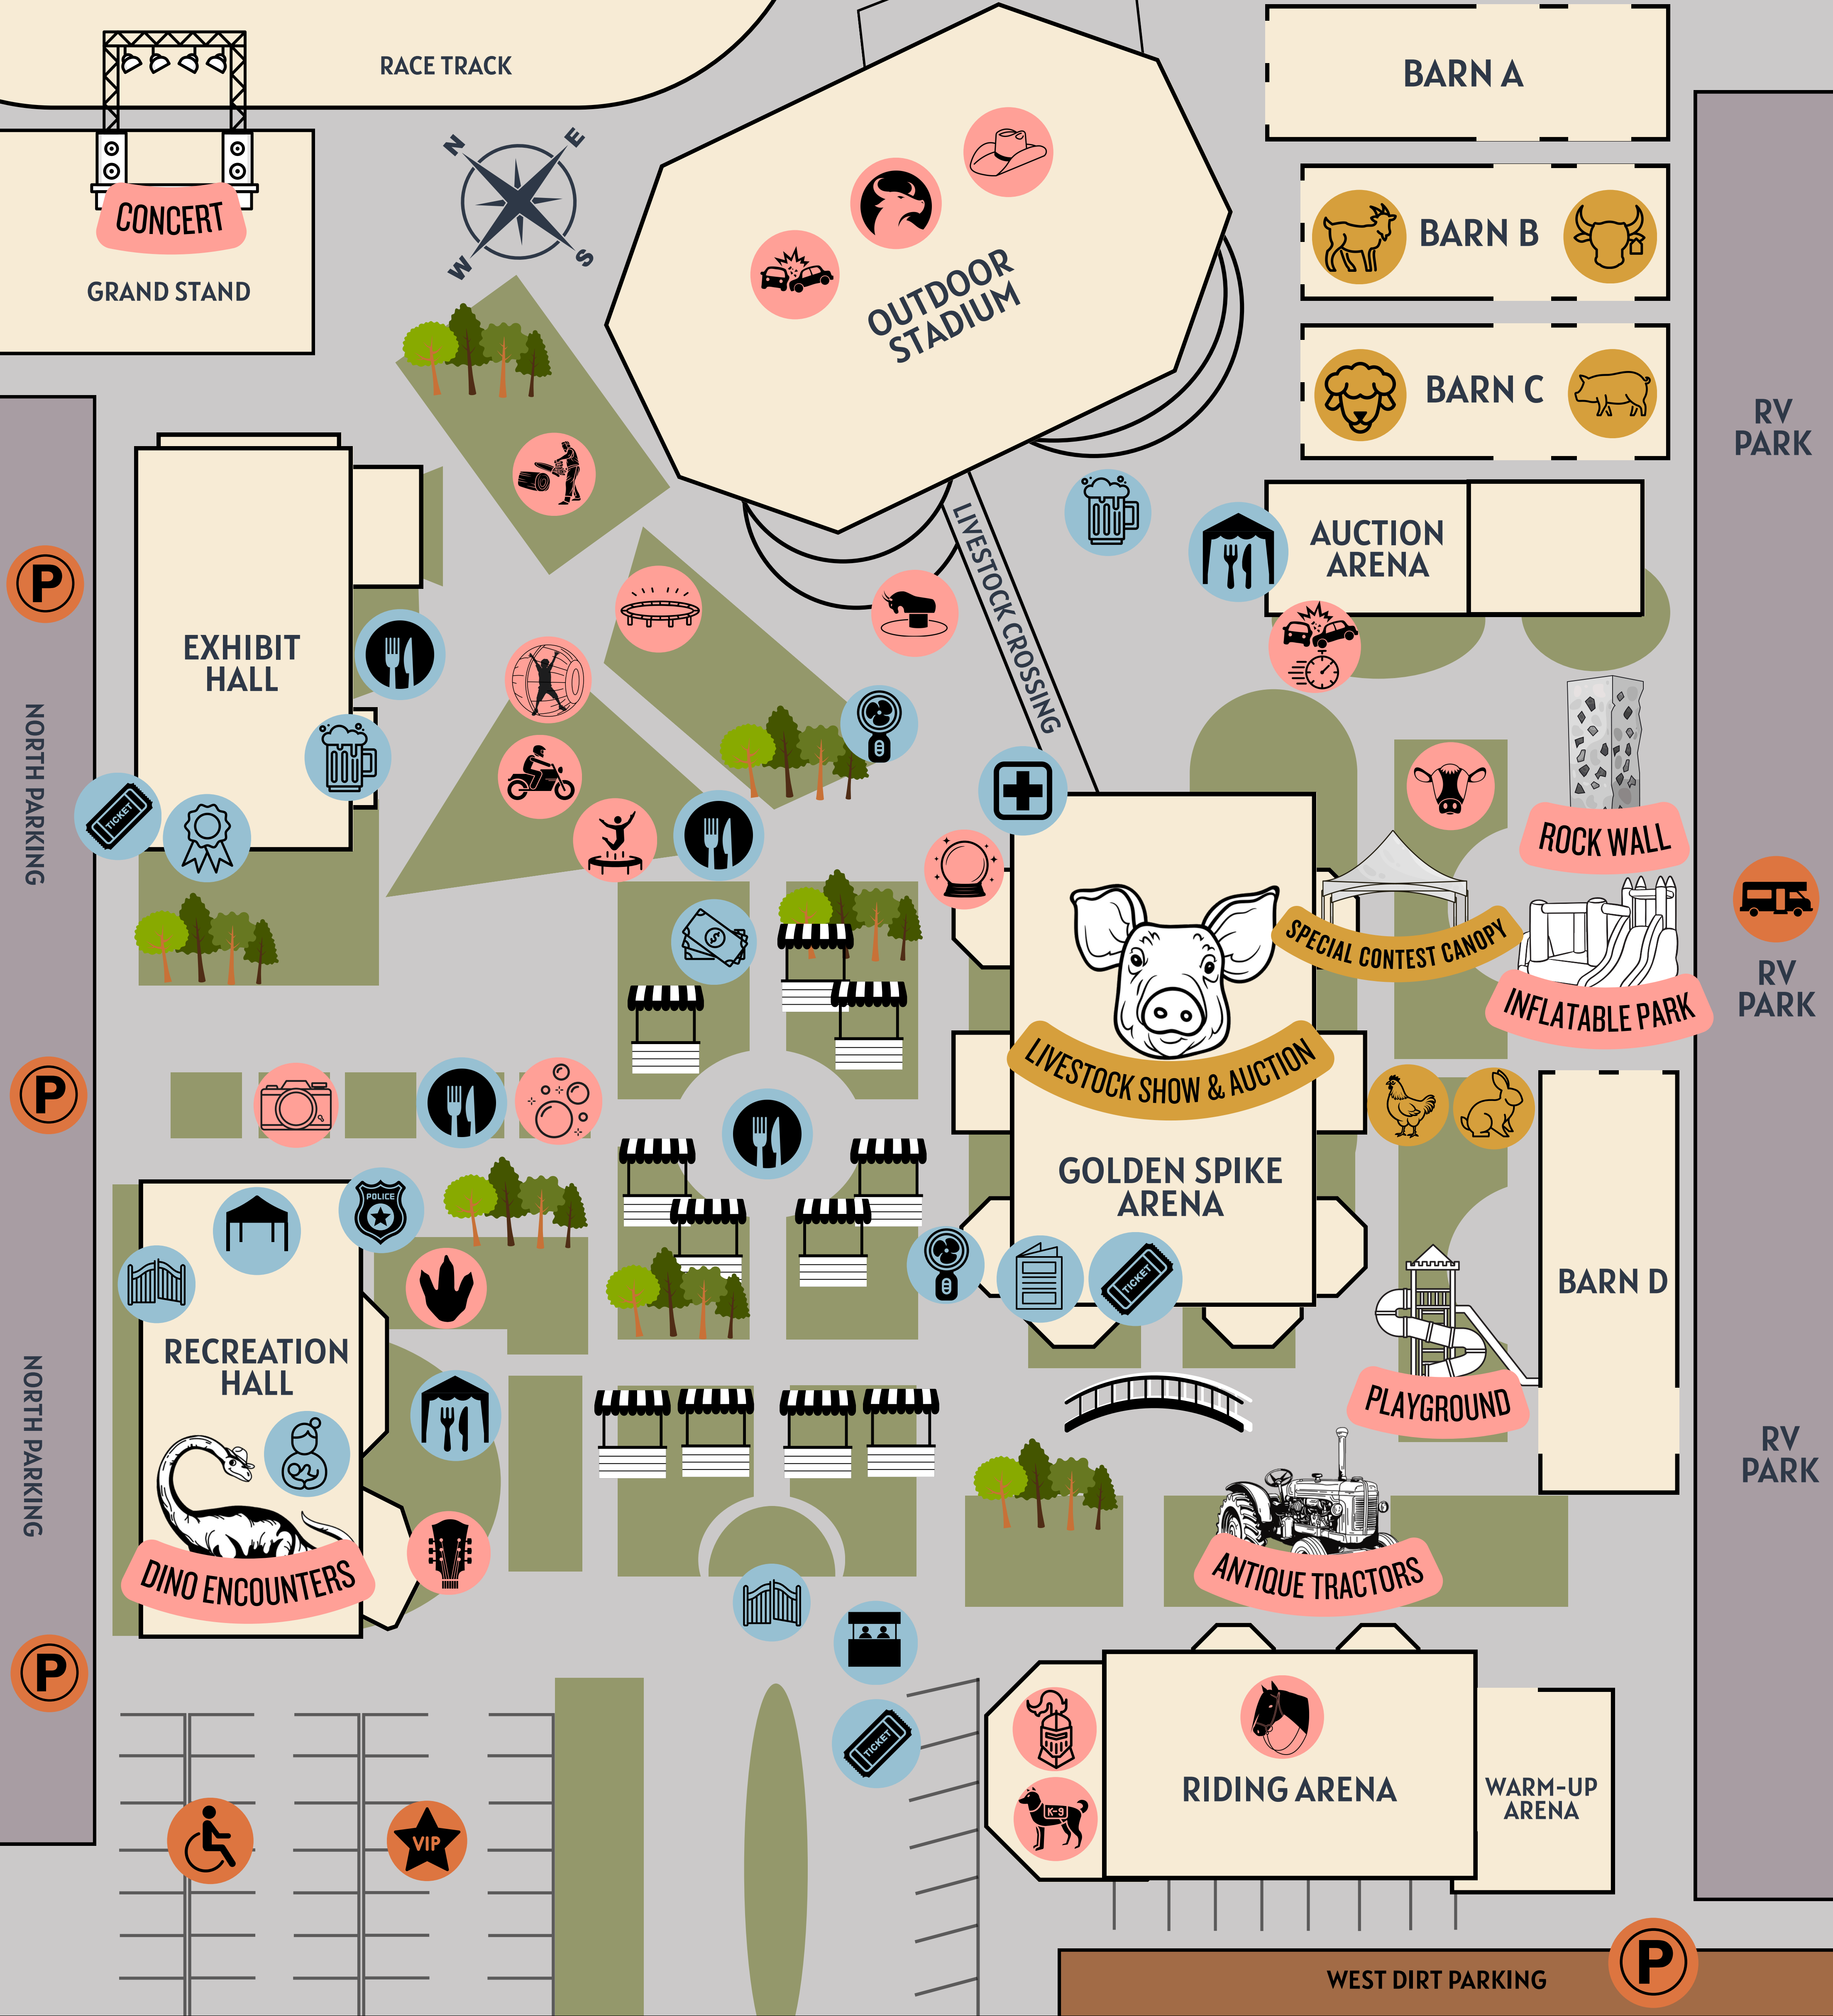 RACE TRACK
CONCERT
GRAND STAND
N
E
S
W
OUTDOOR
STADIUM
BARN A
BARN B
BARN C
RV
PARK
EXHIBIT
HALL
LIVESTOCK CROSSING
AUCTION
ARENA
P
NORTH PARKING
TICKET
ROCK WALL
SPECIAL CONTEST CANOPY
INFLATABLE PARK
RV
PARK
LIVESTOCK SHOW & AUCTION
GOLDEN SPIKE
ARENA
P
POLICE
TICKET
BARN D
RECREATION
HALL
PLAYGROUND
NORTH PARKING
RV
PARK
DINO ENCOUNTERS
ANTIQUE TRACTORS
P
TICKET
K-9
RIDING ARENA
WARM-UP
ARENA
VIP
WEST DIRT PARKING
P